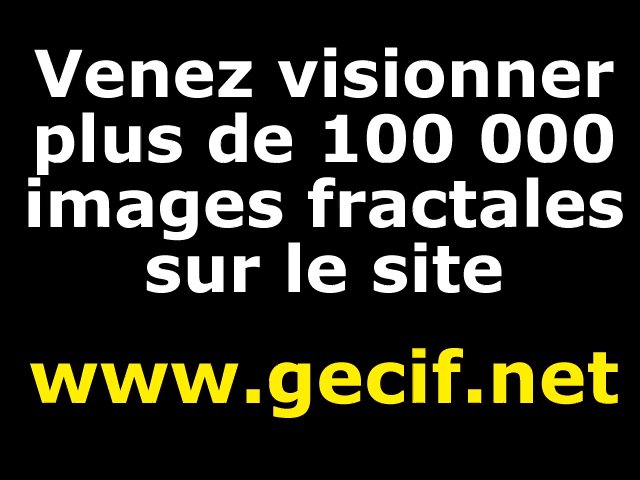 Venez visionner
plus de 100 000
images fractales
sur le site
www.gecif.net